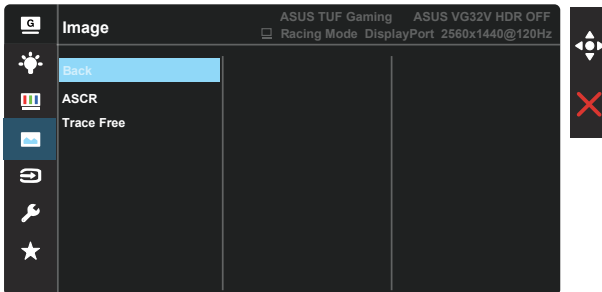 G
Image
ASUS TUF Gaming ASUS VG32V HDR OFF
Racing Mode DisplayPort 2560x1440@120Hz
Back
ASCR
Trace Free